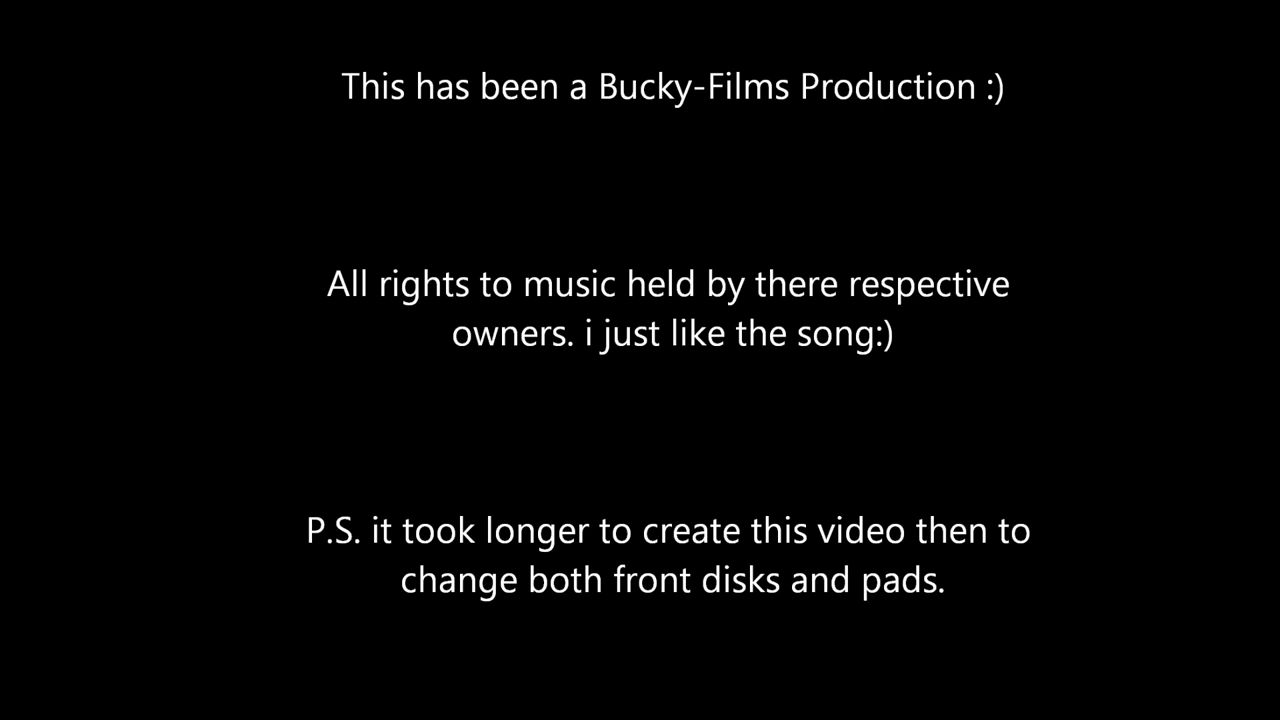 This has been a Bucky-Films Production :)
All rights to music held by there respective
owners. i just like the song:)
P.S. it took longer to create this video then to
change both front disks and pads.